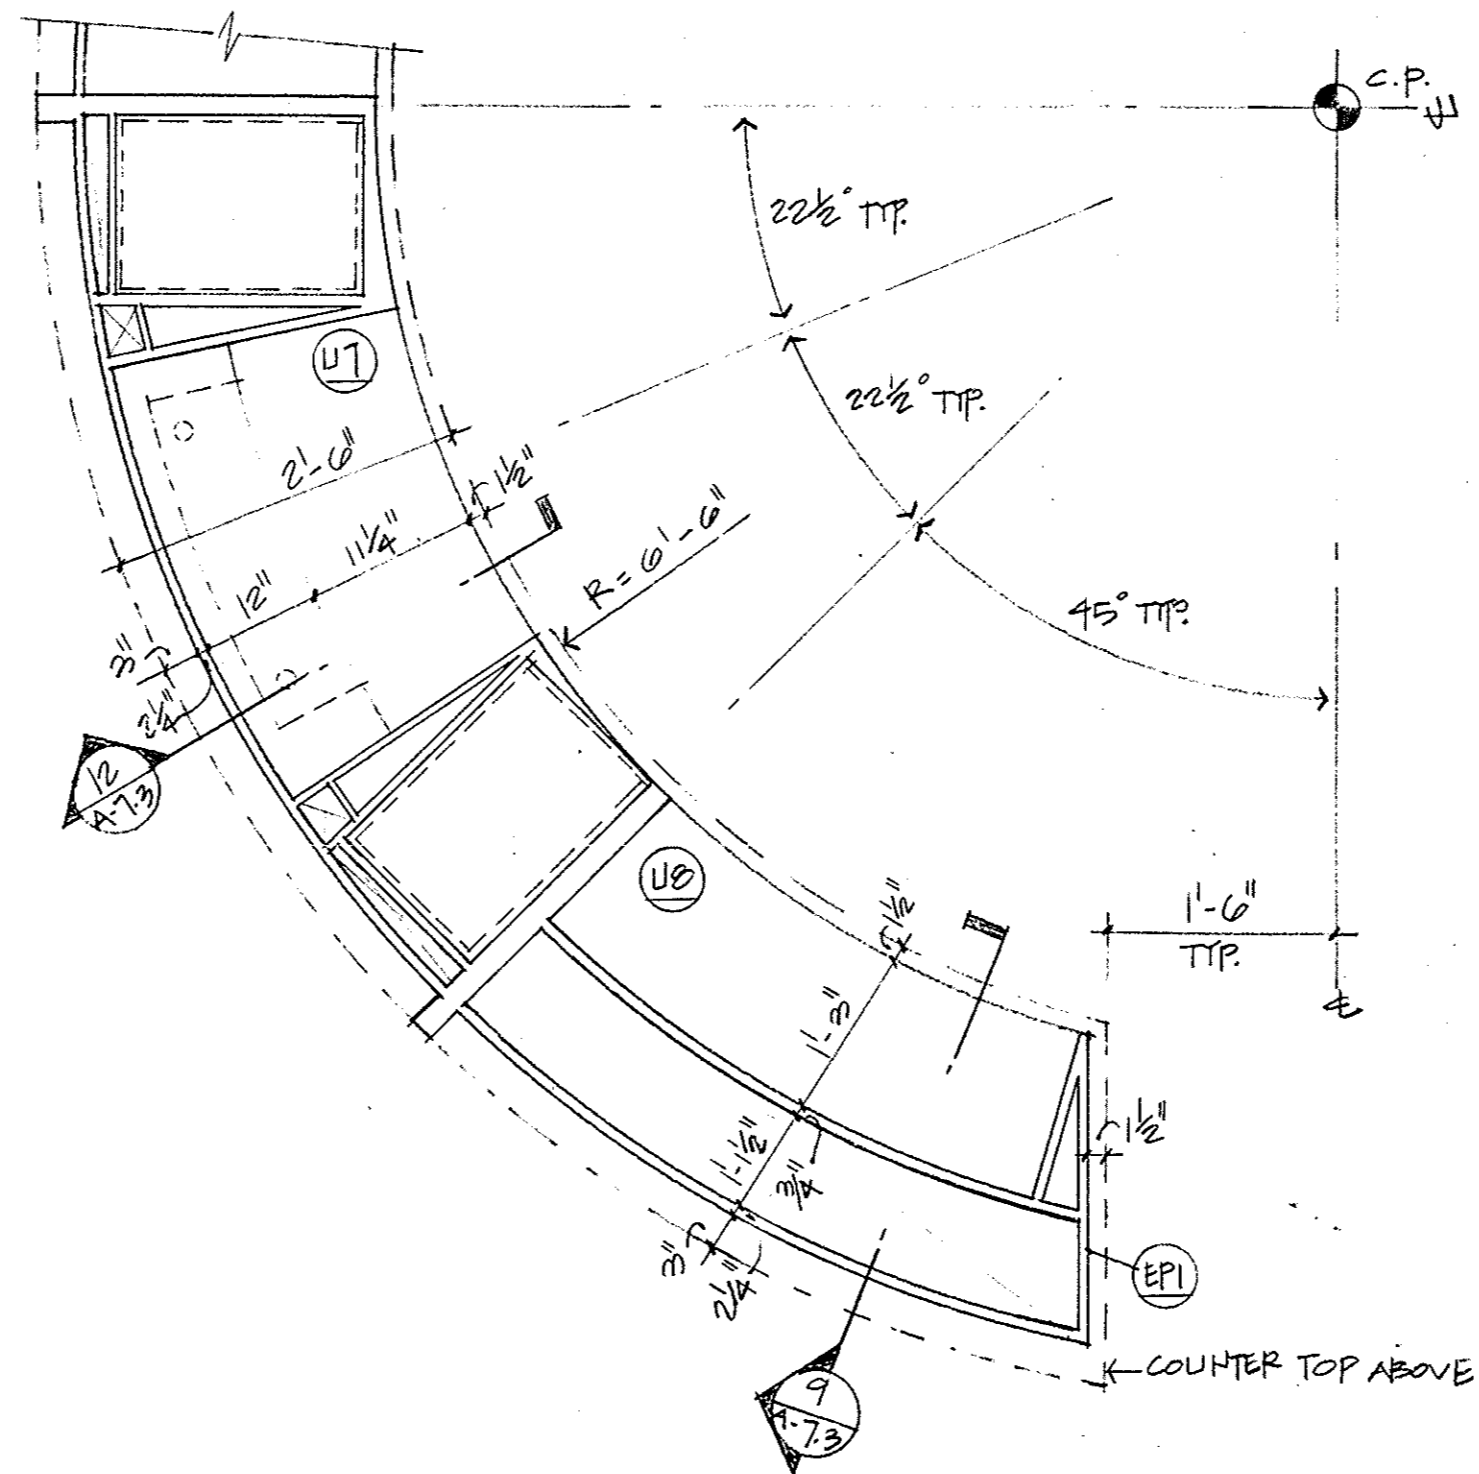 C.P.
℄
22½° TYP.
U7
22½° TYP.
2'-6"
1½"
11¼"
R = 6'-6"
12"
45° TYP.
3"
2¼"
12
A-7.3
U8
1½"
1'-6"
TYP.
℄
1'-3"
1½"
1'-1½"
3/4"
3"
2¼"
EP1
COUNTER TOP ABOVE
9
A-7.3